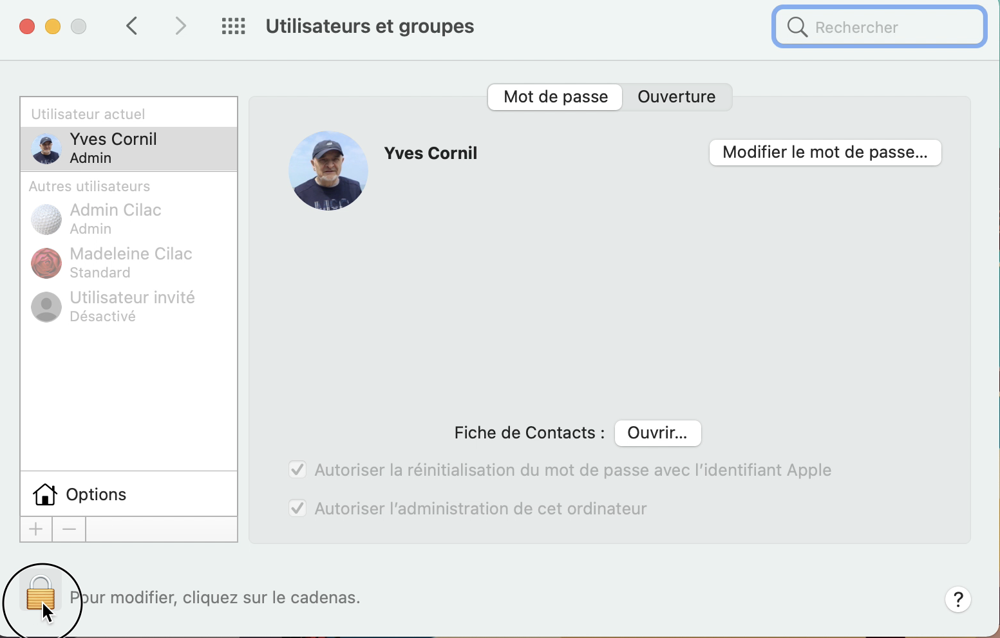 Utilisateurs et groupes
Rechercher
Utilisateur actuel
Yves Cornil
Admin
Autres utilisateurs
Admin Cilac
Admin
Madeleine Cilac
Standard
Utilisateur invité
Désactivé
Options
Mot de passe
Ouverture
Yves Cornil
Modifier le mot de passe...
Fiche de Contacts :
Ouvrir...
Autoriser la réinitialisation du mot de passe avec l’identifiant Apple
Autoriser l’administration de cet ordinateur
Pour modifier, cliquez sur le cadenas.
?